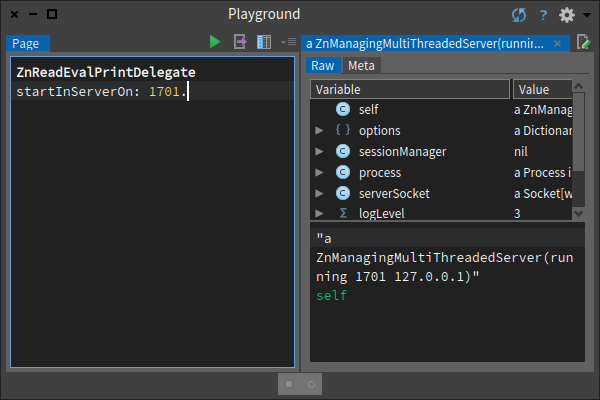 Playground
Page
ZnReadEvalPrintDelegate
startInServerOn: 1701.
a ZnManagingMultiThreadedServer(runnin...
Raw Meta
Variable Value
self a ZnManag
options a Dictionar
sessionManager nil
process a Process i
serverSocket a Socket[w
logLevel 3
"a
ZnManagingMultiThreadedServer(run
ning 1701 127.0.0.1)"
self